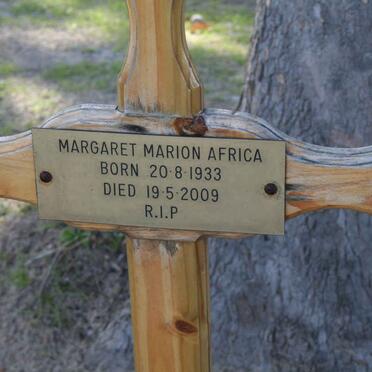 MARGARET MARION AFRICA
BORN 20·8·1933
DIED 19·5·2009
R.I.P